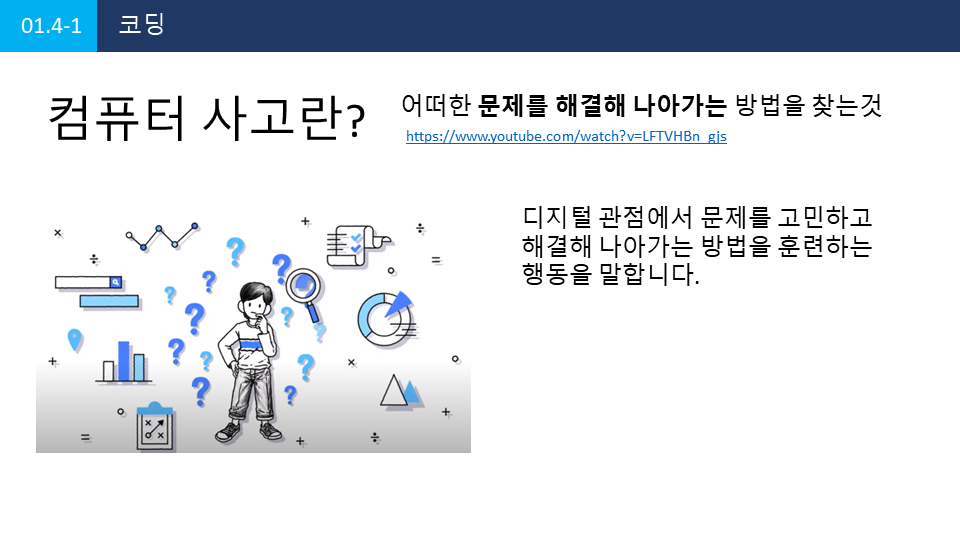 01.4-1
코딩
컴퓨터 사고란?
어떠한 문제를 해결해 나아가는 방법을 찾는것
https://www.youtube.com/watch?v=LFTVHBn_gjs
디지털 관점에서 문제를 고민하고
해결해 나아가는 방법을 훈련하는
행동을 말합니다.